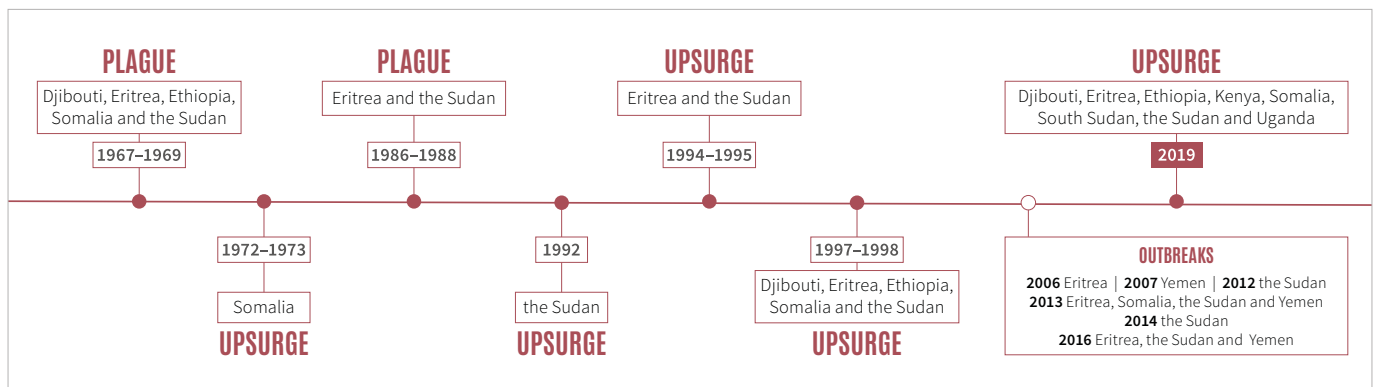 PLAGUE
Djibouti, Eritrea, Ethiopia,
Somalia and the Sudan
1967–1969
1972–1973
Somalia
UPSURGE
PLAGUE
Eritrea and the Sudan
1986–1988
1992
the Sudan
UPSURGE
UPSURGE
Eritrea and the Sudan
1994–1995
1997–1998
Djibouti, Eritrea, Ethiopia,
Somalia and the Sudan
UPSURGE
UPSURGE
Djibouti, Eritrea, Ethiopia, Kenya, Somalia,
South Sudan, the Sudan and Uganda
2019
OUTBREAKS
2006 Eritrea | 2007 Yemen | 2012 the Sudan
2013 Eritrea, Somalia, the Sudan and Yemen
2014 the Sudan
2016 Eritrea, the Sudan and Yemen